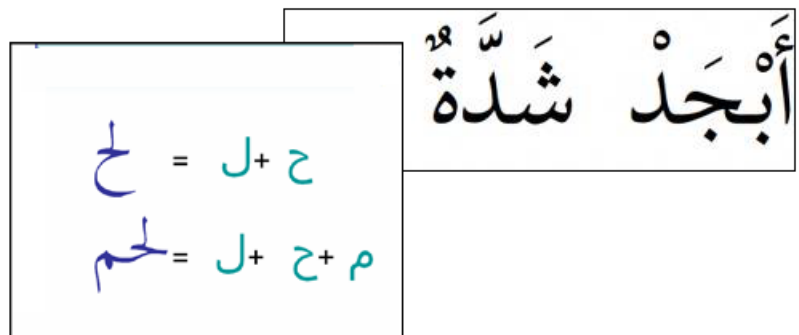 أَبْجَدْ شَدَّةٌ
ح +ل = لح
م +ح +ل = لحم